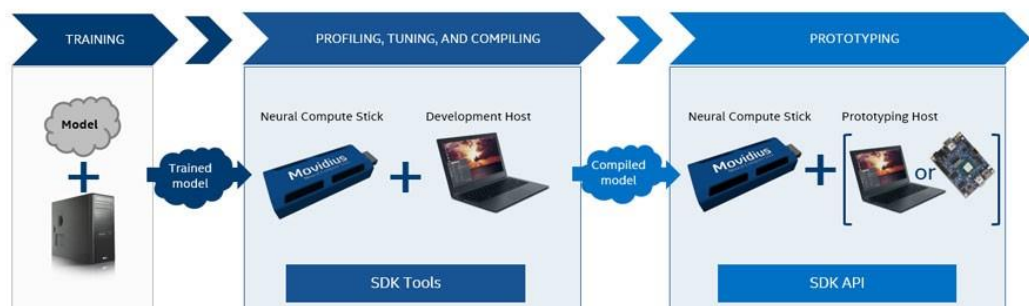 TRAINING
PROFILING, TUNING, AND COMPILING
PROTOTYPING
Model
+
Trained
model
Neural Compute Stick
Development Host
Movidius
+
SDK Tools
Compiled
model
Neural Compute Stick
Prototyping Host
Movidius
+
[ or ]
SDK API